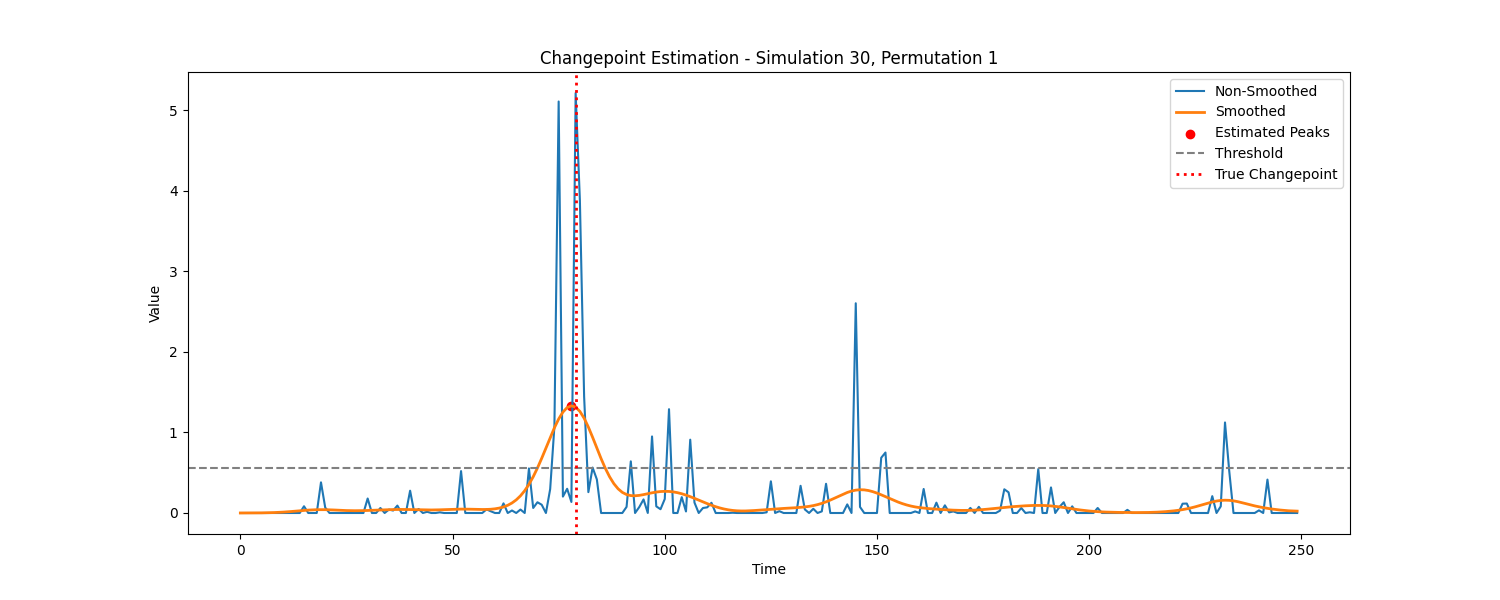 Changepoint Estimation - Simulation 30, Permutation 1
Non-Smoothed
Smoothed
Estimated Peaks
Threshold
True Changepoint
Value
5
4
3
2
1
0
0 50 100 150 200 250
Time